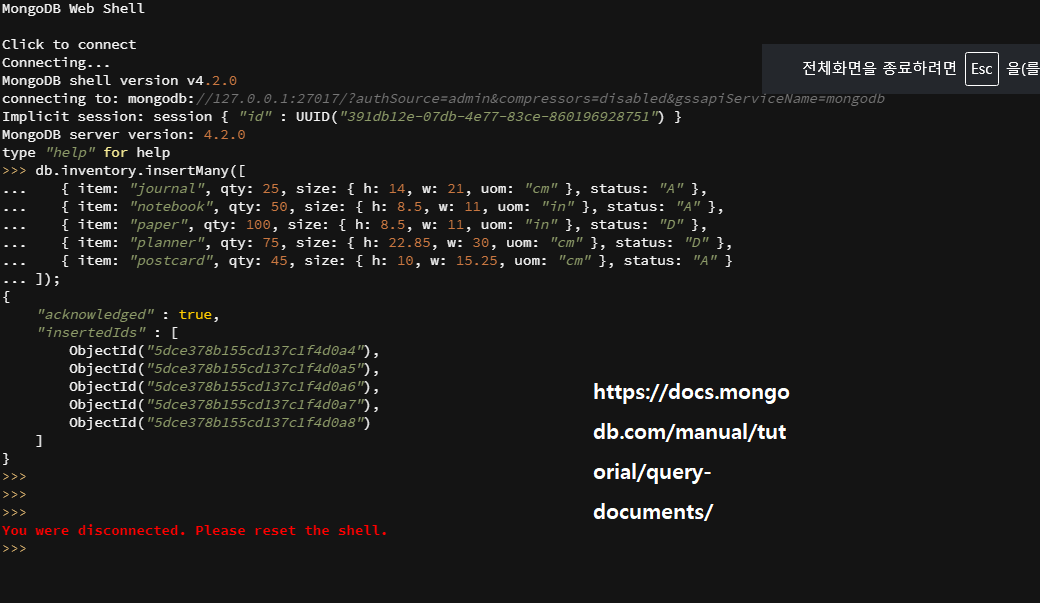 MongoDB Web Shell
Click to connect
Connecting...
MongoDB shell version v4.2.0
connecting to: mongodb://127.0.0.1:27017/?authSource=admin&compressors=disabled&gssapiServiceName=mongodb
Implicit session: session { "id" : UUID("391db12e-07db-4e77-83ce-860196928751") }
MongoDB server version: 4.2.0
type "help" for help
>>> db.inventory.insertMany([
...    { item: "journal", qty: 25, size: { h: 14, w: 21, uom: "cm" }, status: "A" },
...    { item: "notebook", qty: 50, size: { h: 8.5, w: 11, uom: "in" }, status: "A" },
...    { item: "paper", qty: 100, size: { h: 8.5, w: 11, uom: "in" }, status: "D" },
...    { item: "planner", qty: 75, size: { h: 22.85, w: 30, uom: "cm" }, status: "D" },
...    { item: "postcard", qty: 45, size: { h: 10, w: 15.25, uom: "cm" }, status: "A" }
... ]);
{
    "acknowledged" : true,
    "insertedIds" : [
        ObjectId("5dce378b155cd137c1f4d0a4"),
        ObjectId("5dce378b155cd137c1f4d0a5"),
        ObjectId("5dce378b155cd137c1f4d0a6"),
        ObjectId("5dce378b155cd137c1f4d0a7"),
        ObjectId("5dce378b155cd137c1f4d0a8")
    ]
}
>>>
>>>
>>>
You were disconnected. Please reset the shell.
>>>
전체화면을 종료하려면 Esc 을(를
https://docs.mongo
db.com/manual/tut
orial/query-
documents/